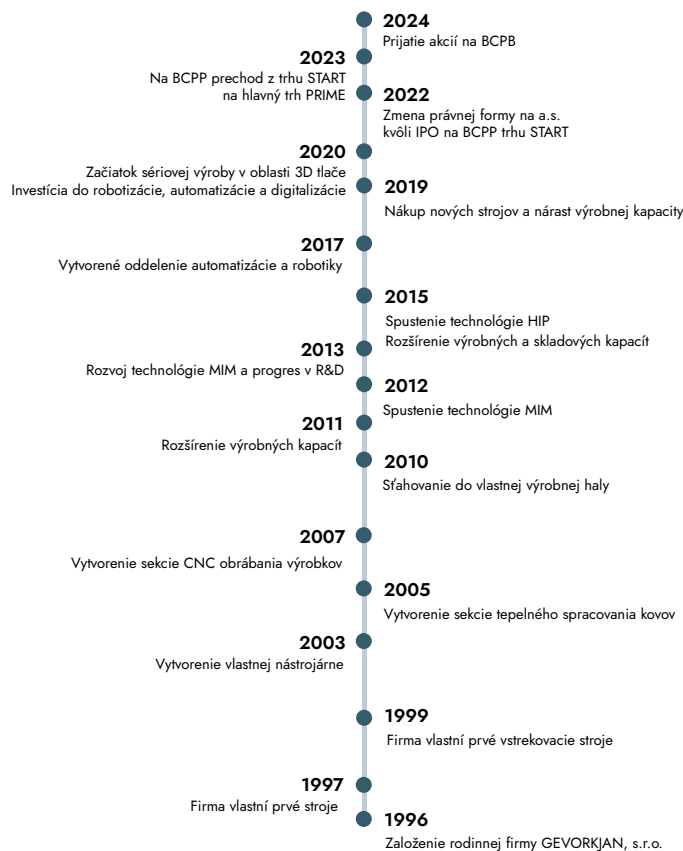 2024
Prijatie akcií na BCPB
2023
Na BCPP prechod z trhu START
na hlavný trh PRIME
2022
Zmena právnej formy na a.s.
kvôli IPO na BCPP trhu START
2020
Začiatok sériovej výroby v oblasti 3D tlače
Investícia do robotizácie, automatizácie a digitalizácie
2019
Nákup nových strojov a nárast výrobnej kapacity
2017
Vytvorené oddelenie automatizácie a robotiky
2015
Spustenie technológie HIP
Rozšírenie výrobných a skladových kapacít
2013
Rozvoj technológie MIM a progres v R&D
2012
Spustenie technológie MIM
2011
Rozšírenie výrobných kapacít
2010
Sťahovanie do vlastnej výrobnej haly
2007
Vytvorenie sekcie CNC obrábania výrobkov
2005
Vytvorenie sekcie tepelného spracovania kovov
2003
Vytvorenie vlastnej nástrojárne
1999
Firma vlastní prvé vstrekovacie stroje
1997
Firma vlastní prvé stroje
1996
Založenie rodinnej firmy GEVORKJAN, s.r.o.